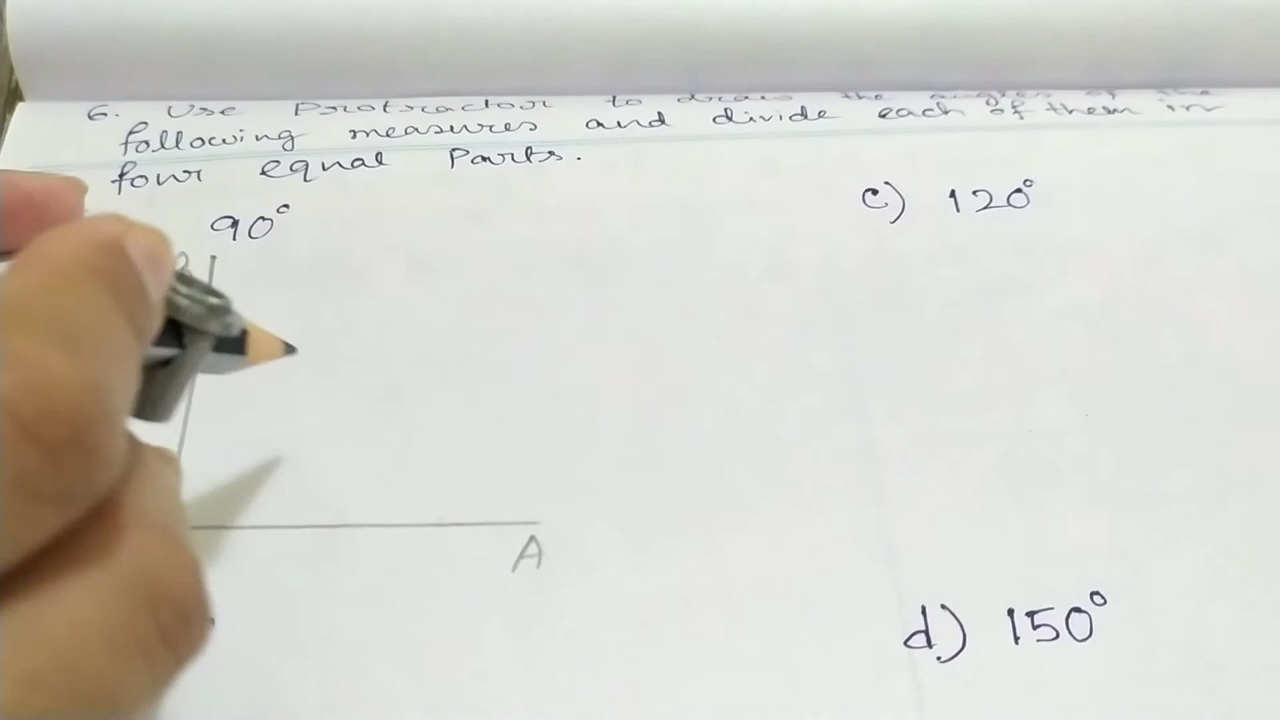 6. Use Protractor to draw the angles of the
following measures and divide each of them in
four equal Parts.
90°
c) 120°
A
d) 150°